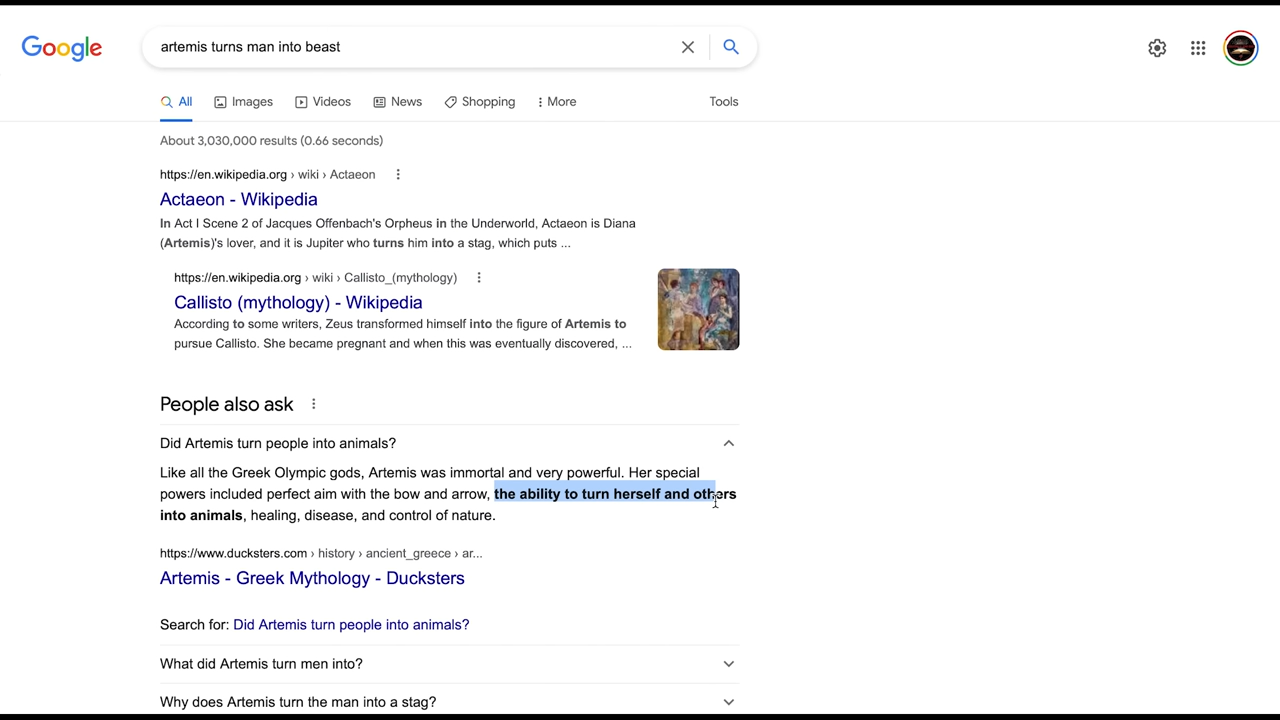 Google
artemis turns man into beast
All Images Videos News Shopping More Tools
About 3,030,000 results (0.66 seconds)
https://en.wikipedia.org › wiki › Actaeon
Actaeon - Wikipedia
In Act I Scene 2 of Jacques Offenbach's Orpheus in the Underworld, Actaeon is Diana
(Artemis)'s lover, and it is Jupiter who turns him into a stag, which puts ...
https://en.wikipedia.org › wiki › Callisto_(mythology)
Callisto (mythology) - Wikipedia
According to some writers, Zeus transformed himself into the figure of Artemis to
pursue Callisto. She became pregnant and when this was eventually discovered, ...
People also ask
Did Artemis turn people into animals?
Like all the Greek Olympic gods, Artemis was immortal and very powerful. Her special
powers included perfect aim with the bow and arrow, the ability to turn herself and others
into animals, healing, disease, and control of nature.
https://www.ducksters.com › history › ancient_greece › ar...
Artemis - Greek Mythology - Ducksters
Search for: Did Artemis turn people into animals?
What did Artemis turn men into?
Why does Artemis turn the man into a stag?